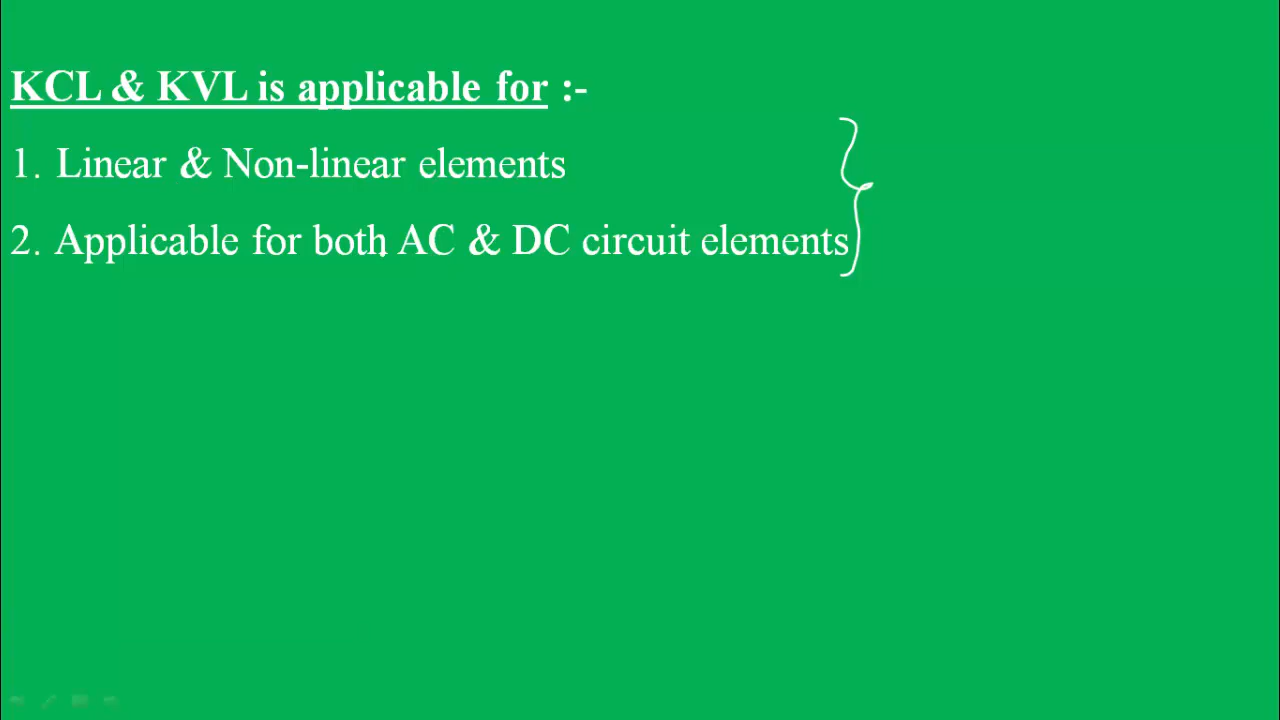 KCL & KVL is applicable for :-
1. Linear & Non-linear elements
2. Applicable for both AC & DC circuit elements